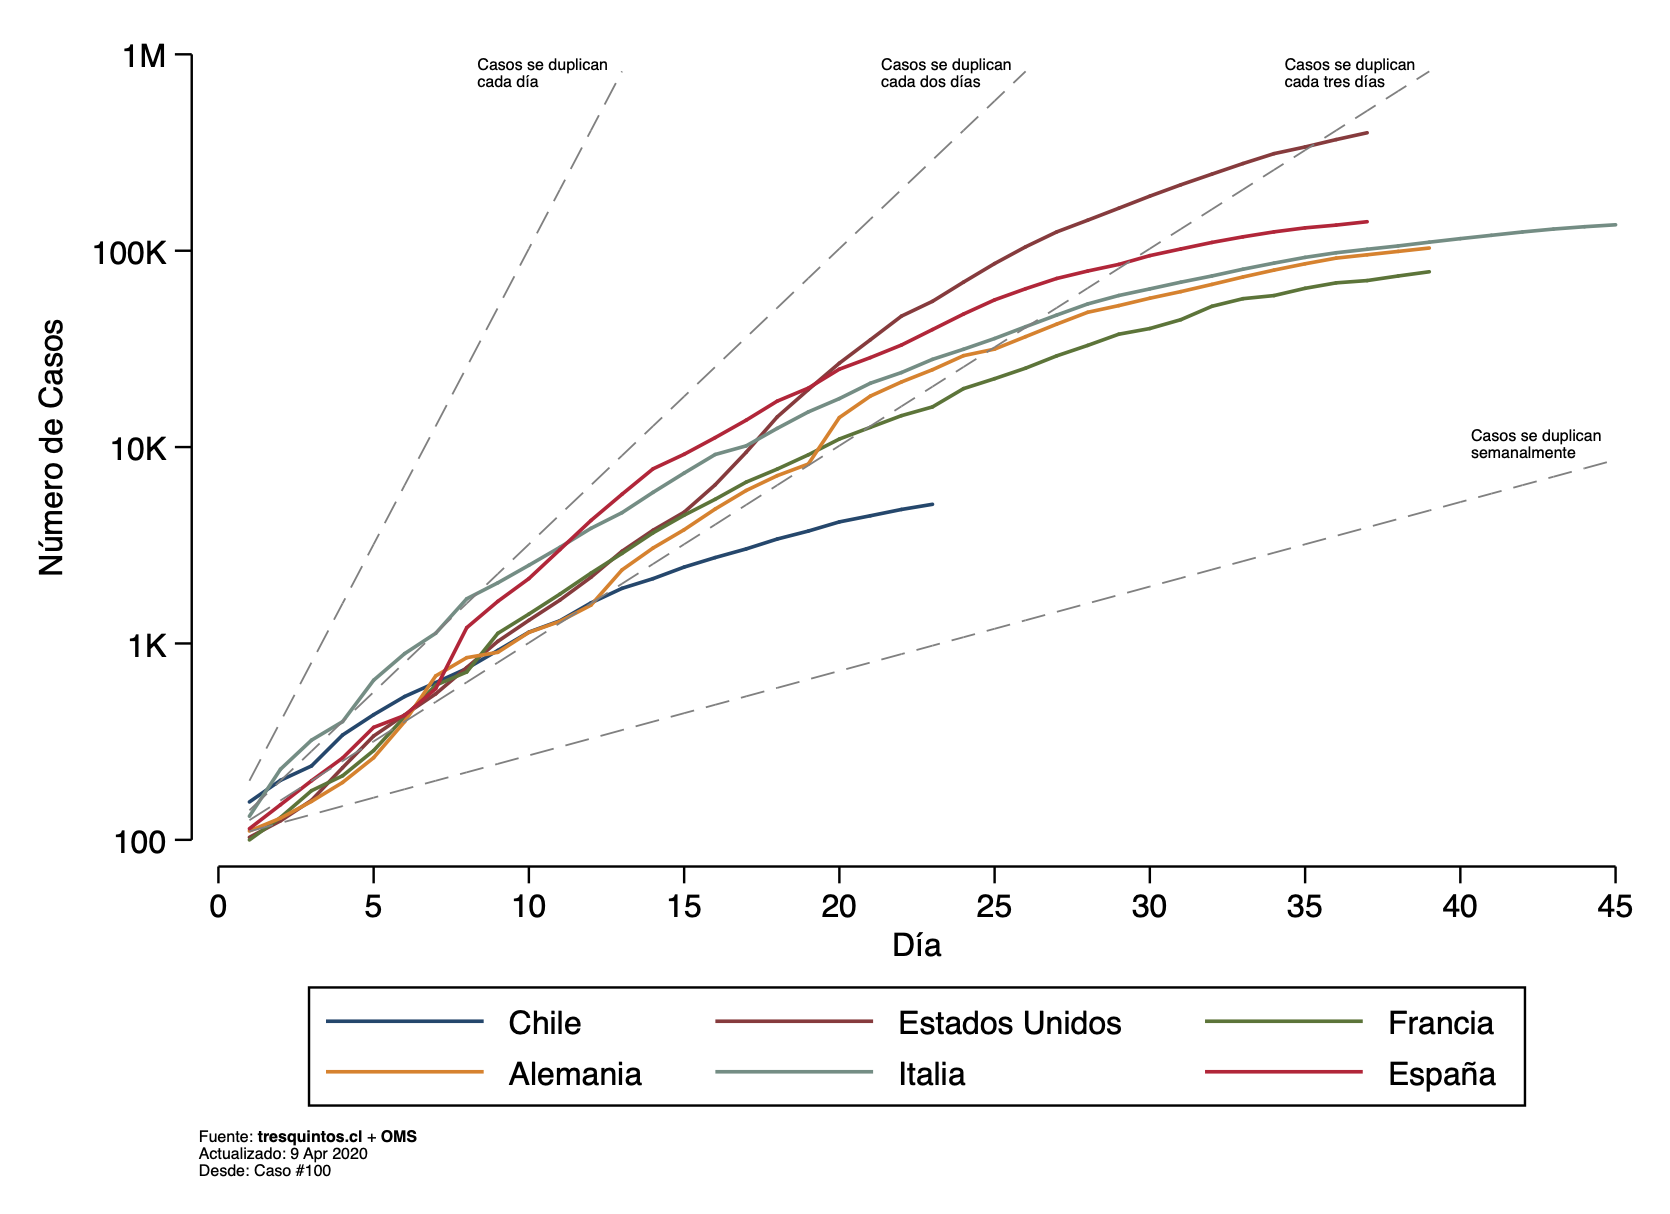 1M
100K
10K
1K
100
Número de Casos
Casos se duplican
cada día
Casos se duplican
cada dos días
Casos se duplican
cada tres días
Casos se duplican
semanalmente
0 5 10 15 20 25 30 35 40 45
Día
Chile Estados Unidos Francia
Alemania Italia España
Fuente: tresquintos.cl + OMS
Actualizado: 9 Apr 2020
Desde: Caso #100